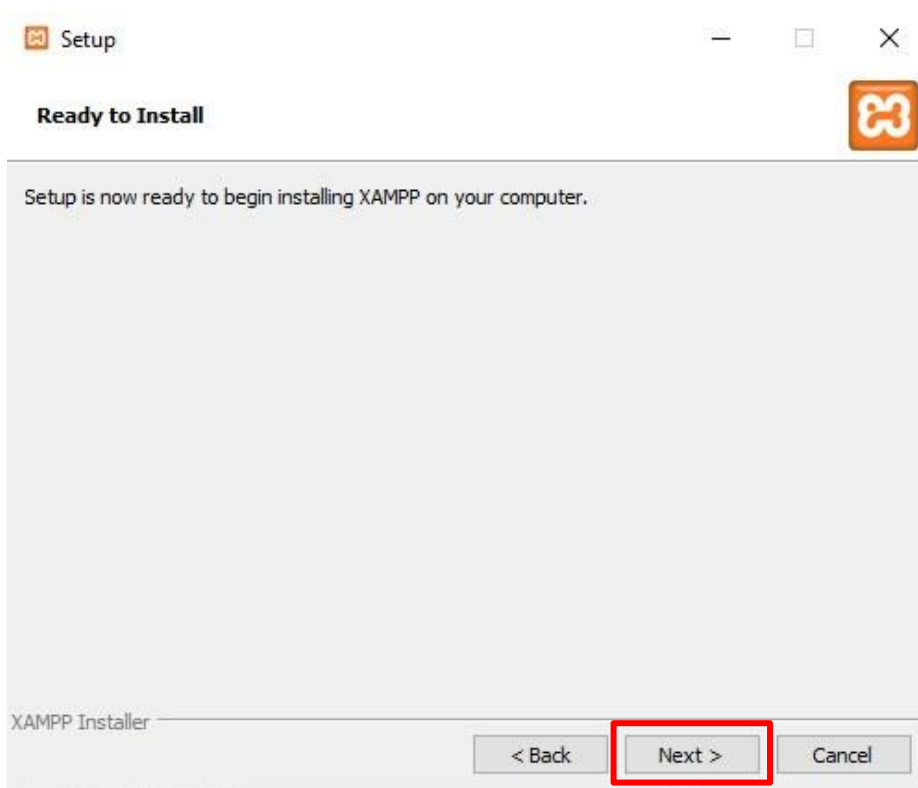 Setup
Ready to Install
Setup is now ready to begin installing XAMPP on your computer.
XAMPP Installer
< Back Next > Cancel